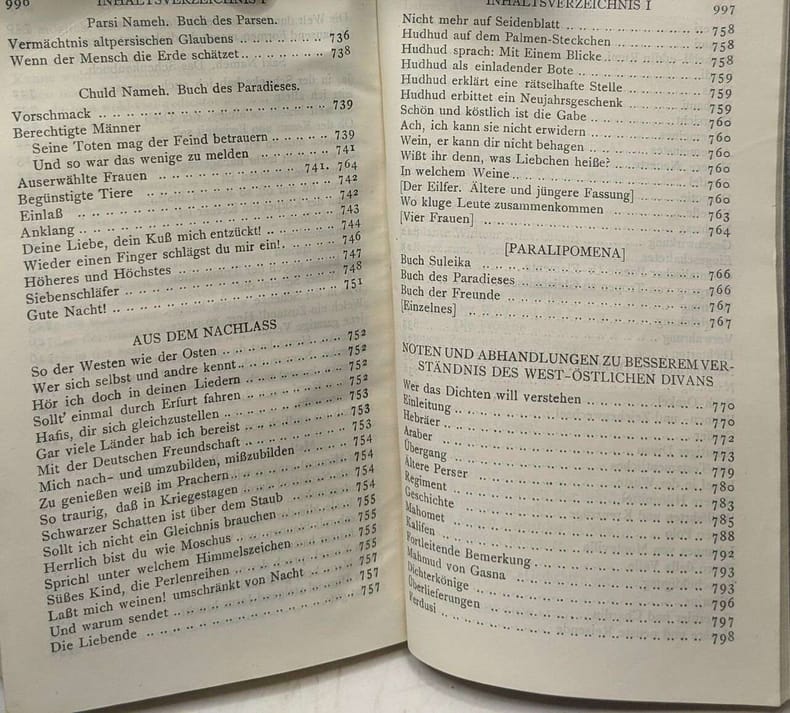 996 INHALTSVERZEICHNIS I
Parsi Nameh. Buch des Parsen.
Vermächtnis altpersischen Glaubens .. .. .. .. .. .. 736
Wenn der Mensch die Erde schätzet .. .. .. .. .. .. 738
Chuld Nameh. Buch des Paradieses.
Vorschmack .. .. .. .. .. .. .. .. .. .. .. .. 739
Berechtigte Männer
Seine Toten mag der Feind betrauern .. .. .. .. 739
Und so war das wenige zu melden .. .. .. .. .. 741
Auserwählte Frauen .. .. .. .. .. .. .. .. 741. 764
Begünstigte Tiere .. .. .. .. .. .. .. .. .. .. 742
Einlaß .. .. .. .. .. .. .. .. .. .. .. .. .. 742
Anklang .. .. .. .. .. .. .. .. .. .. .. .. .. 743
Deine Liebe, dein Kuß mich entzückt! .. .. .. .. .. 744
Wieder einen Finger schlägst du mir ein! .. .. .. .. 746
Höheres und Höchstes .. .. .. .. .. .. .. .. .. 747
Siebenschläfer .. .. .. .. .. .. .. .. .. .. .. 748
Gute Nacht! .. .. .. .. .. .. .. .. .. .. .. .. 751
AUS DEM NACHLASS
So der Westen wie der Osten .. .. .. .. .. .. .. 752
Wer sich selbst und andre kennt .. .. .. .. .. .. 752
Hör ich doch in deinen Liedern .. .. .. .. .. .. 752
Sollt' einmal durch Erfurt fahren .. .. .. .. .. .. 752
Hafis, dir sich gleichzustellen .. .. .. .. .. .. .. 753
Gar viele Länder hab ich bereist .. .. .. .. .. .. 753
Mit der Deutschen Freundschaft .. .. .. .. .. .. 753
Mich nach- und umzubilden, mißzubilden .. .. .. .. 754
Zu genießen weiß im Prachern .. .. .. .. .. .. .. 754
So traurig, daß in Kriegestagen .. .. .. .. .. .. 754
Schwarzer Schatten ist über dem Staub .. .. .. .. 754
Sollt ich nicht ein Gleichnis brauchen .. .. .. .. .. 755
Herrlich bist du wie Moschus .. .. .. .. .. .. .. 755
Sprich! unter welchem Himmelszeichen .. .. .. .. 755
Süßes Kind, die Perlenreihen .. .. .. .. .. .. .. 755
Laßt mich weinen! umschränkt von Nacht .. .. .. .. 757
Und warum sendet .. .. .. .. .. .. .. .. .. .. 757
Die Liebende .. .. .. .. .. .. .. .. .. .. .. .. 757
INHALTSVERZEICHNIS I 997
Nicht mehr auf Seidenblatt .. .. .. .. .. .. .. 758
Hudhud auf dem Palmen-Steckchen .. .. .. .. .. 758
Hudhud sprach: Mit Einem Blicke .. .. .. .. .. .. 758
Hudhud als einladender Bote .. .. .. .. .. .. .. 759
Hudhud erklärt eine rätselhafte Stelle .. .. .. .. .. 759
Hudhud erbittet ein Neujahrsgeschenk .. .. .. .. .. 759
Schön und köstlich ist die Gabe .. .. .. .. .. .. 760
Ach, ich kann sie nicht erwidern .. .. .. .. .. .. 760
Wein, er kann dir nicht behagen .. .. .. .. .. .. 760
Wißt ihr denn, was Liebchen heiße? .. .. .. .. .. 760
In welchem Weine .. .. .. .. .. .. .. .. .. .. 760
[Der Eilfer. Ältere und jüngere Fassung] .. .. .. .. 760
Wo kluge Leute zusammenkommen .. .. .. .. .. 763
[Vier Frauen] .. .. .. .. .. .. .. .. .. .. .. 764
[PARALIPOMENA]
Buch Suleika .. .. .. .. .. .. .. .. .. .. .. 766
Buch des Paradieses .. .. .. .. .. .. .. .. .. 766
Buch der Freunde .. .. .. .. .. .. .. .. .. .. 767
[Einzelnes] .. .. .. .. .. .. .. .. .. .. .. .. 767
NOTEN UND ABHANDLUNGEN ZU BESSEREM VER-
STÄNDNIS DES WEST-ÖSTLICHEN DIVANS
Wer das Dichten will verstehen .. .. .. .. .. .. 770
Einleitung .. .. .. .. .. .. .. .. .. .. .. .. 770
Hebräer .. .. .. .. .. .. .. .. .. .. .. .. .. 772
Araber .. .. .. .. .. .. .. .. .. .. .. .. .. 773
Übergang .. .. .. .. .. .. .. .. .. .. .. .. .. 779
Ältere Perser .. .. .. .. .. .. .. .. .. .. .. 780
Regiment .. .. .. .. .. .. .. .. .. .. .. .. .. 783
Geschichte .. .. .. .. .. .. .. .. .. .. .. .. 785
Mahomet .. .. .. .. .. .. .. .. .. .. .. .. .. 788
Kalifen .. .. .. .. .. .. .. .. .. .. .. .. .. 792
Fortleitende Bemerkung .. .. .. .. .. .. .. .. 793
Mahmud von Gasna .. .. .. .. .. .. .. .. .. .. 793
Dichterkönige .. .. .. .. .. .. .. .. .. .. .. 796
Überlieferungen .. .. .. .. .. .. .. .. .. .. .. 797
Ferdusi .. .. .. .. .. .. .. .. .. .. .. .. .. 798